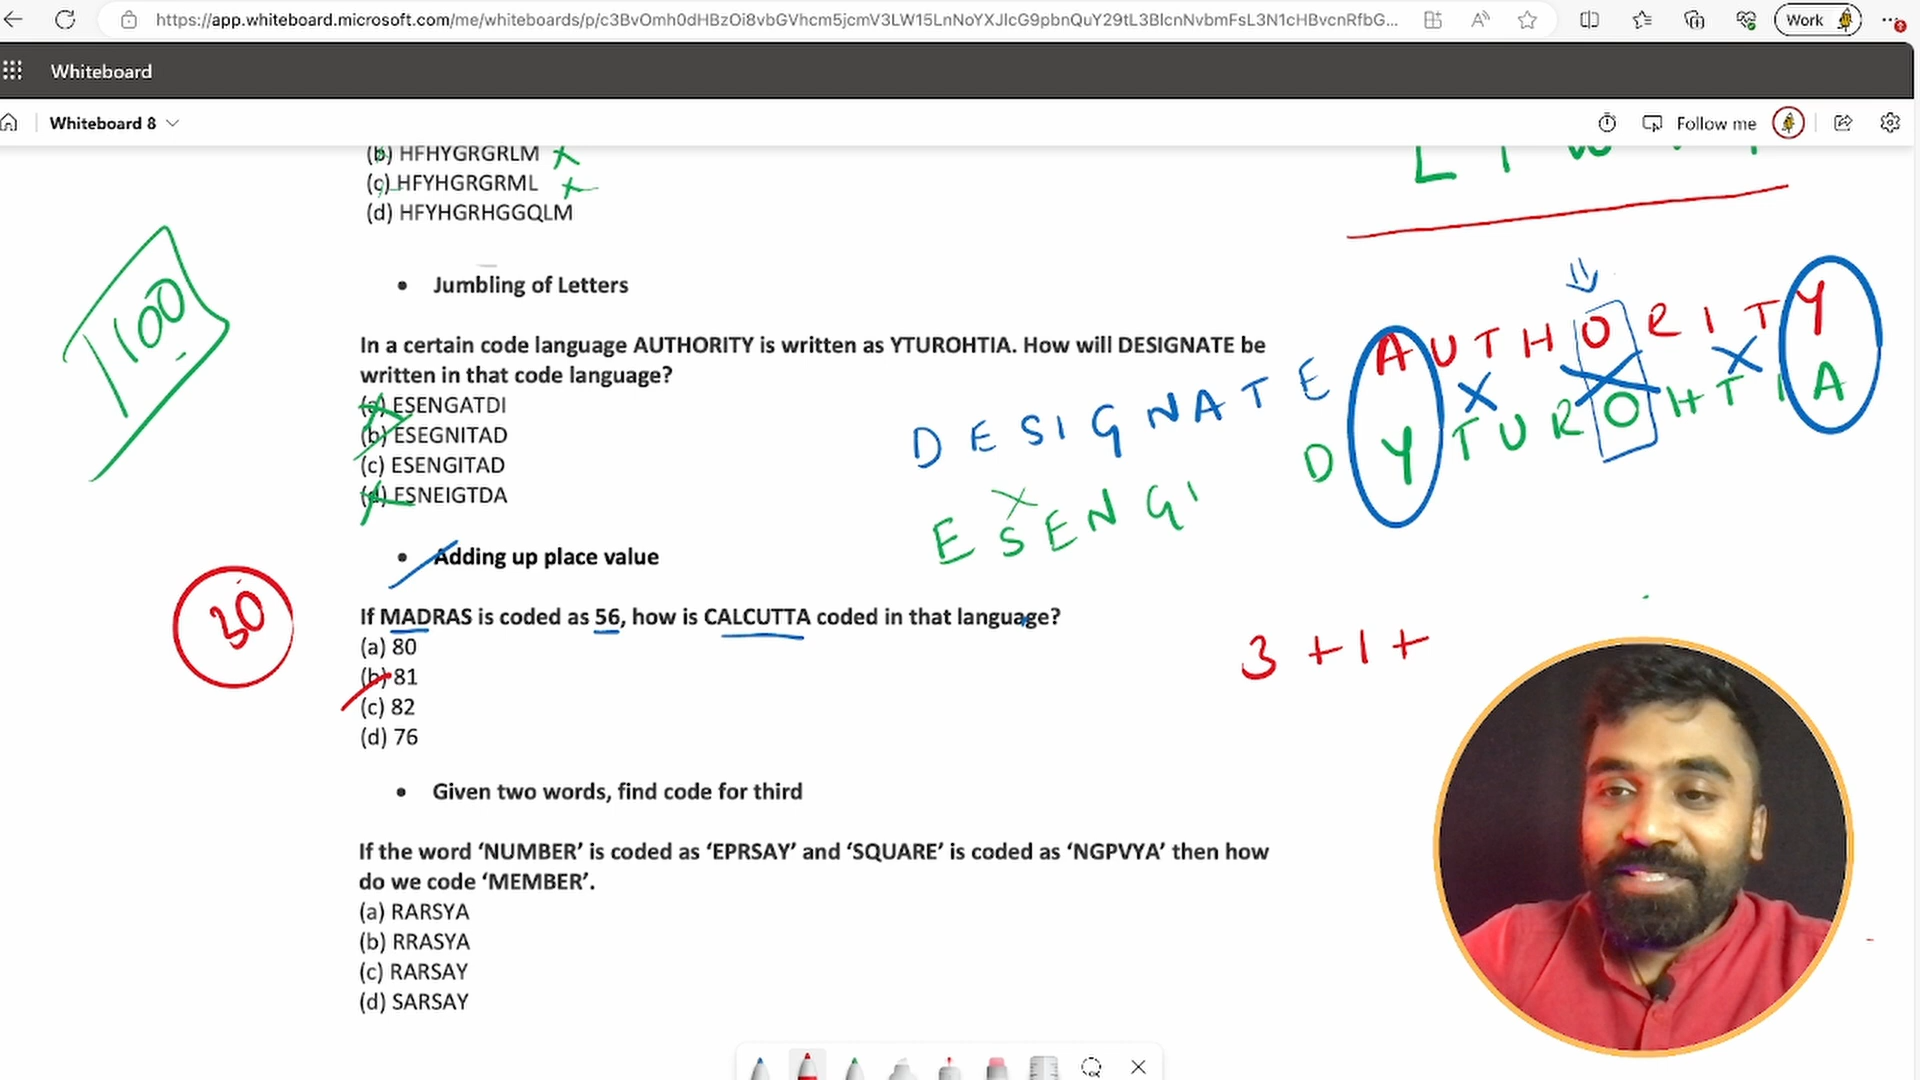 https://app.whiteboard.microsoft.com/me/whiteboards/p/c3BvOmh0dHBzOi8vbGVhcm5jcmV3LW15LnNoYXJlcG9pbnQuY29tL3BlcnNvbmFsL3N1cHBvcnRfbG...
Work
Whiteboard
Whiteboard 8
Follow me
(b) HFHYGRGRLM
(c) HFYHGRGRML
(d) HFYHGRHGGQLM
1100
• Jumbling of Letters
In a certain code language AUTHORITY is written as YTUROHTIA. How will DESIGNATE be
written in that code language?
(a) ESENGATDI
(b) ESEGNITAD
(c) ESENGITAD
(d) ESNEIGTDA
AUTHORITY
YTUROHTIA
DESIGNATE
D
ESENGI
• Adding up place value
30
If MADRAS is coded as 56, how is CALCUTTA coded in that language?
(a) 80
(b) 81
(c) 82
(d) 76
3 + 1 +
• Given two words, find code for third
If the word ‘NUMBER’ is coded as ‘EPRSAY’ and ‘SQUARE’ is coded as ‘NGPVYA’ then how
do we code ‘MEMBER’.
(a) RARSYA
(b) RRASYA
(c) RARSAY
(d) SARSAY